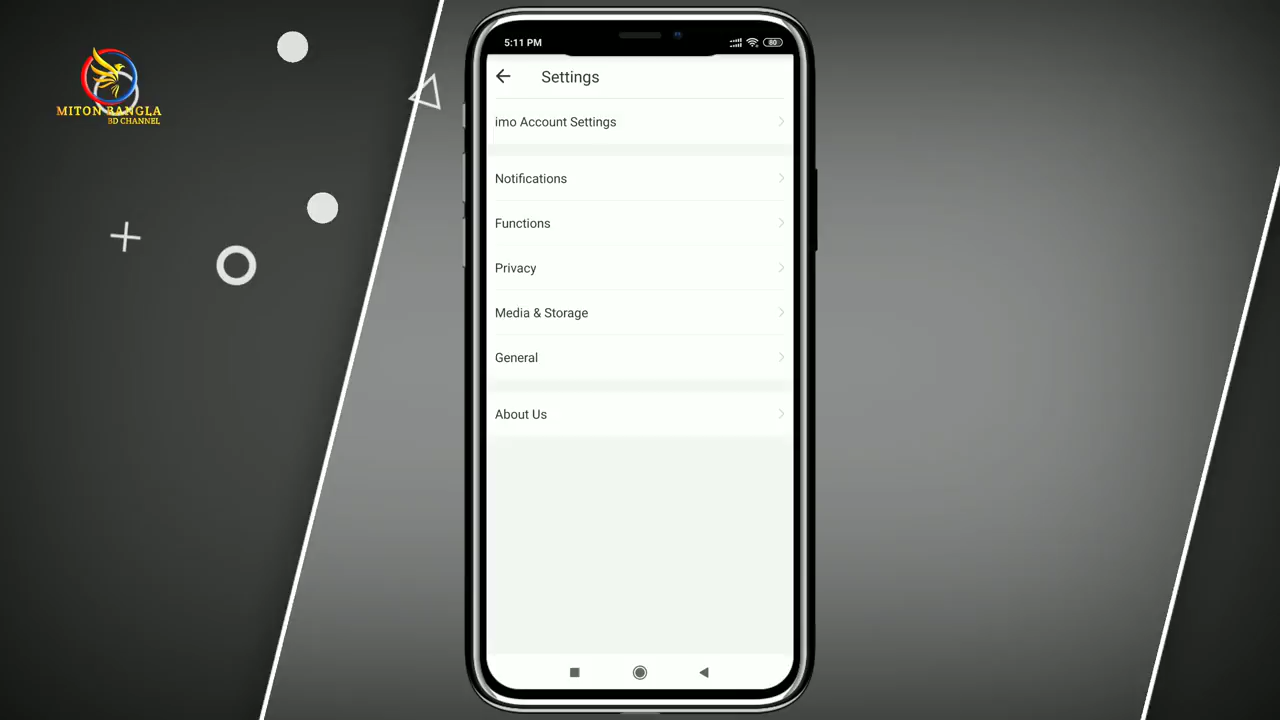 MITON BANGLA
BD CHANNEL
5:11 PM
80
Settings
imo Account Settings
Notifications
Functions
Privacy
Media & Storage
General
About Us